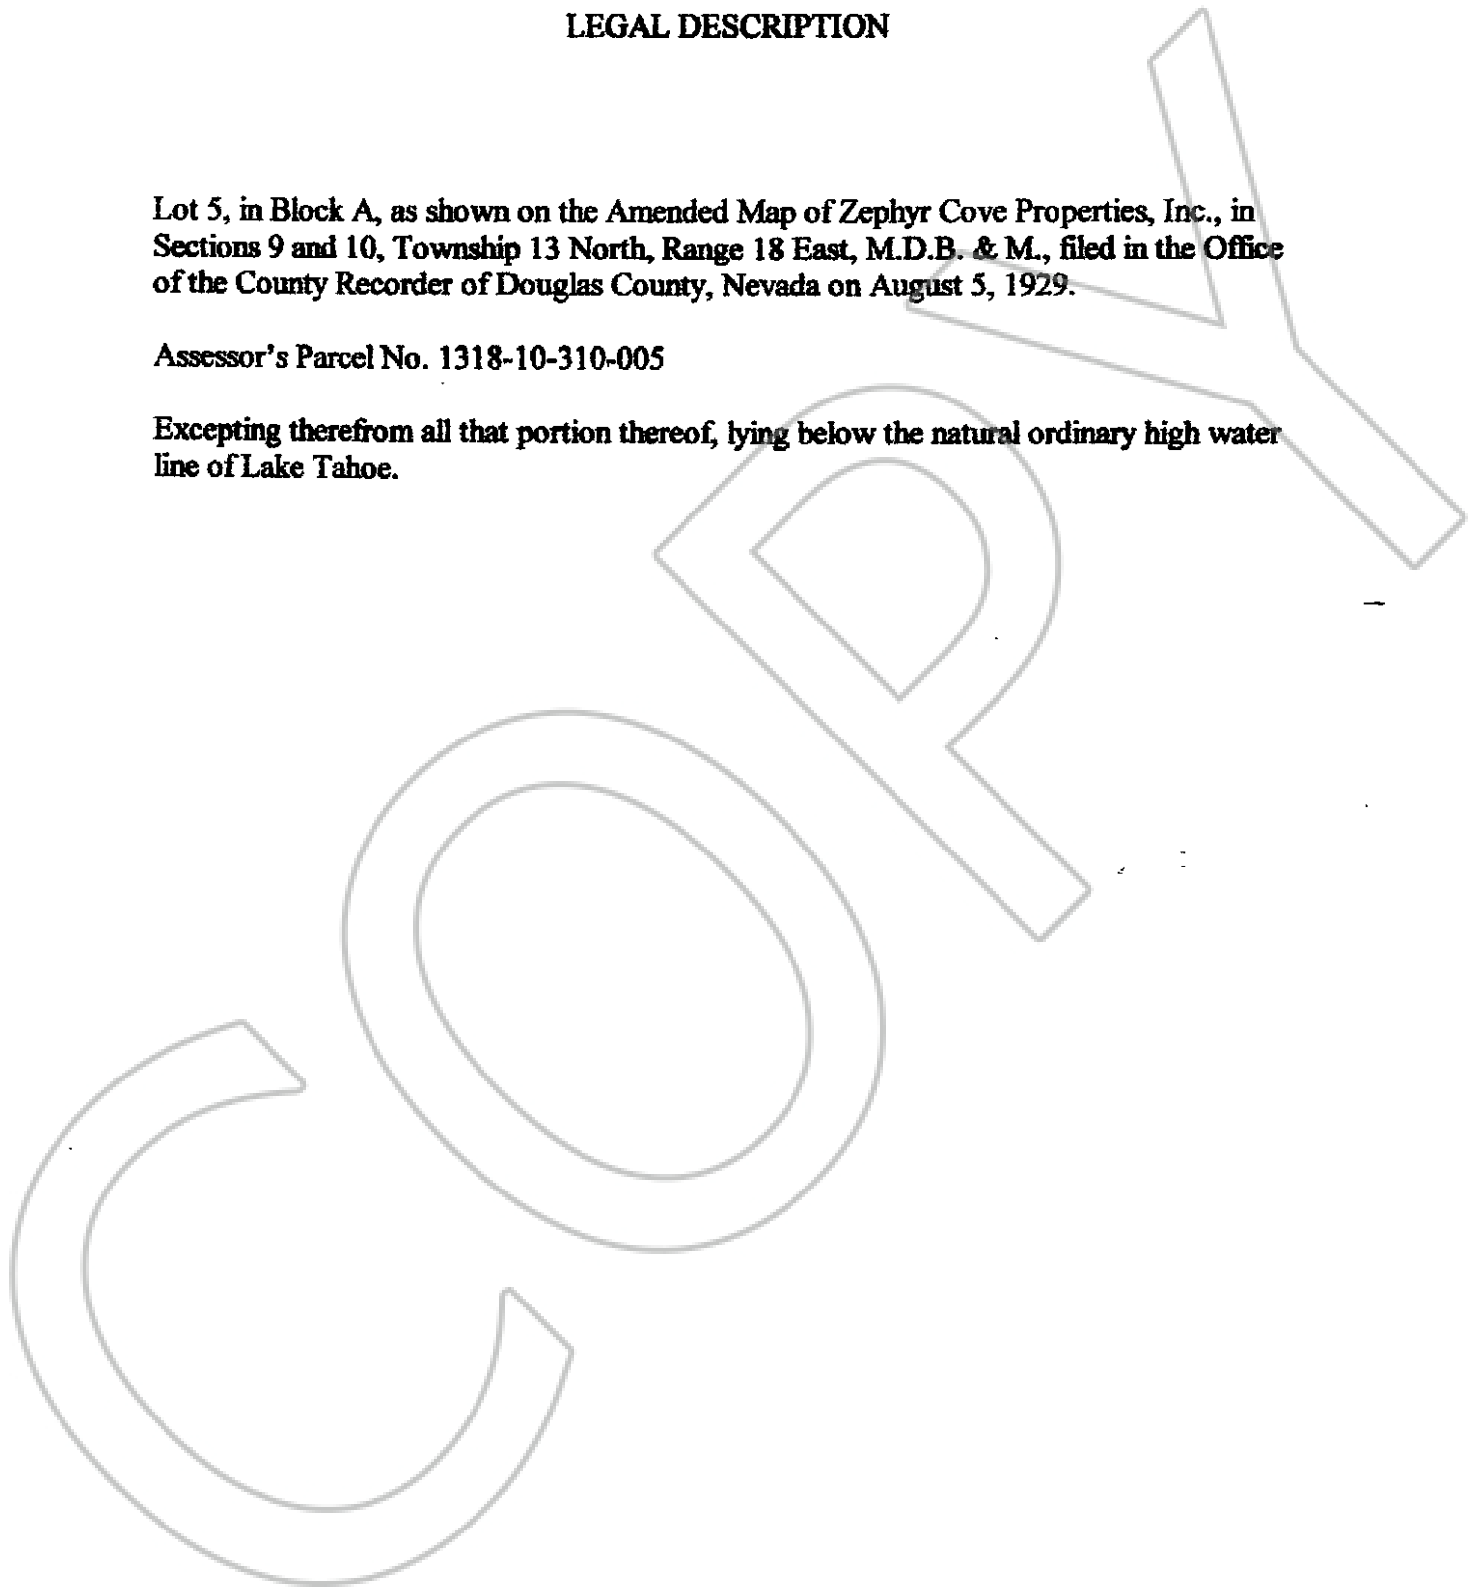 LEGAL DESCRIPTION
Lot 5, in Block A, as shown on the Amended Map of Zephyr Cove Properties, Inc., in
Sections 9 and 10, Township 13 North, Range 18 East, M.D.B. & M., filed in the Office
of the County Recorder of Douglas County, Nevada on August 5, 1929.
Assessor's Parcel No. 1318-10-310-005
Excepting therefrom all that portion thereof, lying below the natural ordinary high water
line of Lake Tahoe.
COPY